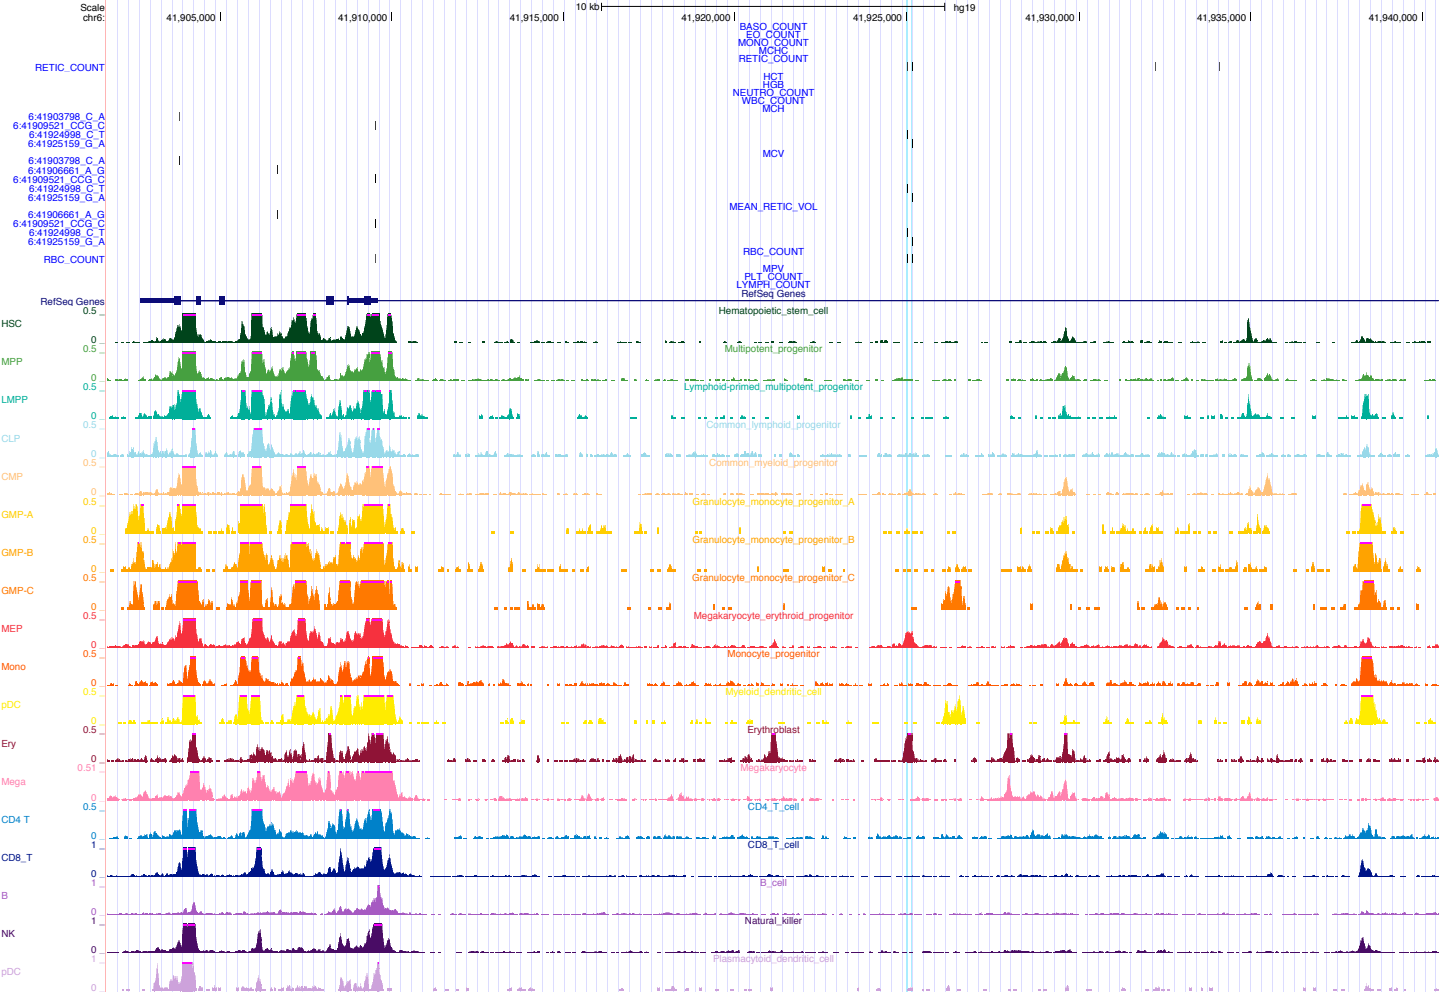 Scale 10 kb hg19
chr6: 41,905,000 41,910,000 41,915,000 41,920,000 41,925,000 41,930,000 41,935,000 41,940,000
BASO_COUNT
EO_COUNT
MONO_COUNT
MCHC
RETIC_COUNT
RETIC_COUNT
HCT
HGB
NEUTRO_COUNT
WBC_COUNT
MCH
6:41903798_C_A
6:41909521_CCG_C
6:41924998_C_T
6:41925159_G_A
MCV
6:41903798_C_A
6:41906661_A_G
6:41909521_CCG_C
6:41924998_C_T
6:41925159_G_A
MEAN_RETIC_VOL
6:41906661_A_G
6:41909521_CCG_C
6:41924998_C_T
6:41925159_G_A
RBC_COUNT
RBC_COUNT
MPV
PLT_COUNT
LYMPH_COUNT
RefSeq Genes
RefSeq Genes
Hematopoietic_stem_cell
0.5
HSC
0
Multipotent_progenitor
0.5
MPP
0
Lymphoid-primed_multipotent_progenitor
0.5
LMPP
0
Common_lymphoid_progenitor
0.5
CLP
0
Common_myeloid_progenitor
0.5
CMP
0
Granulocyte_monocyte_progenitor_A
0.5
GMP-A
0
Granulocyte_monocyte_progenitor_B
0.5
GMP-B
0
Granulocyte_monocyte_progenitor_C
0.5
GMP-C
0
Megakaryocyte_erythroid_progenitor
0.5
MEP
0
Monocyte_progenitor
0.5
Mono
0
Myeloid_dendritic_cell
0.5
pDC
0
Erythroblast
0.5
Ery
0
Megakaryocyte
0.51
Mega
0
CD4_T_cell
0.5
CD4 T
0
CD8_T_cell
1
CD8_T
0
B_cell
1
B
0
Natural_killer
1
NK
0
Plasmacytoid_dendritic_cell
1
pDC
0